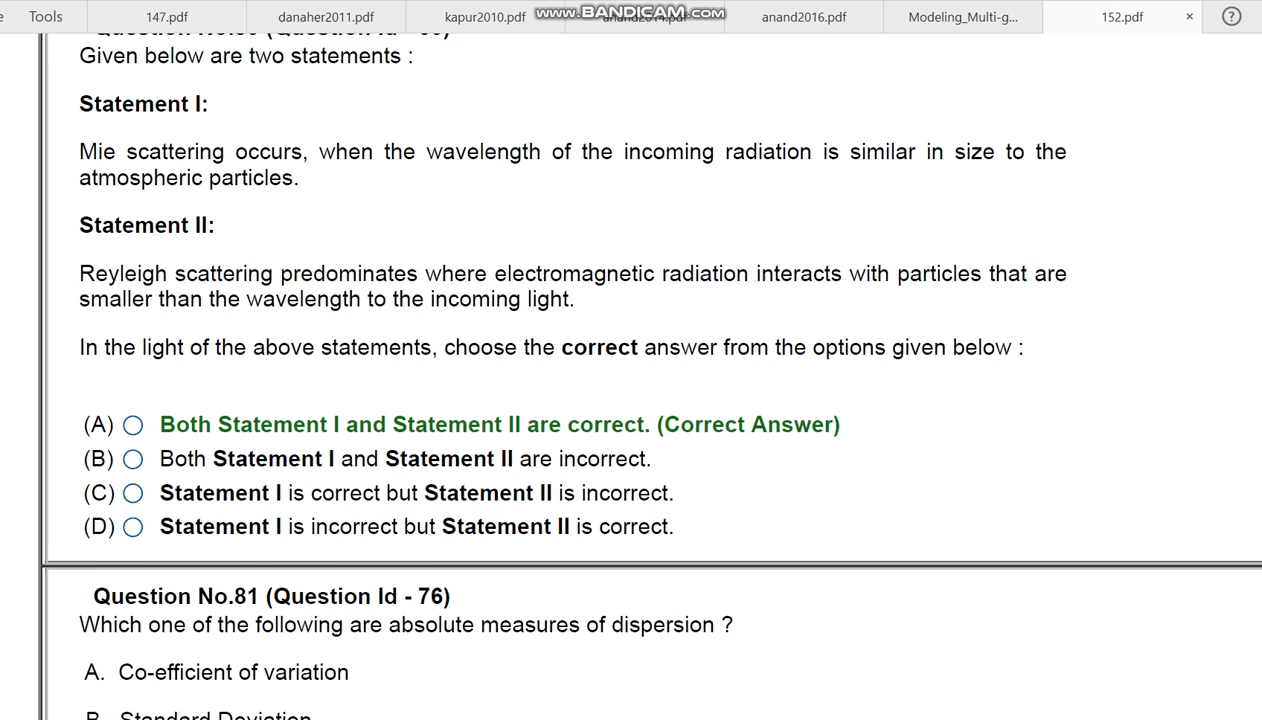 e Tools 147.pdf danaher2011.pdf kapur2010.pdf anand2014.pdf anand2016.pdf Modeling_Multi-g... 152.pdf × ?
www.BANDICAM.com
Given below are two statements :
Statement I:
Mie scattering occurs, when the wavelength of the incoming radiation is similar in size to the
atmospheric particles.
Statement II:
Reyleigh scattering predominates where electromagnetic radiation interacts with particles that are
smaller than the wavelength to the incoming light.
In the light of the above statements, choose the correct answer from the options given below :
(A) Both Statement I and Statement II are correct. (Correct Answer)
(B) Both Statement I and Statement II are incorrect.
(C) Statement I is correct but Statement II is incorrect.
(D) Statement I is incorrect but Statement II is correct.
Question No.81 (Question Id - 76)
Which one of the following are absolute measures of dispersion ?
A. Co-efficient of variation
B. Standard Deviation